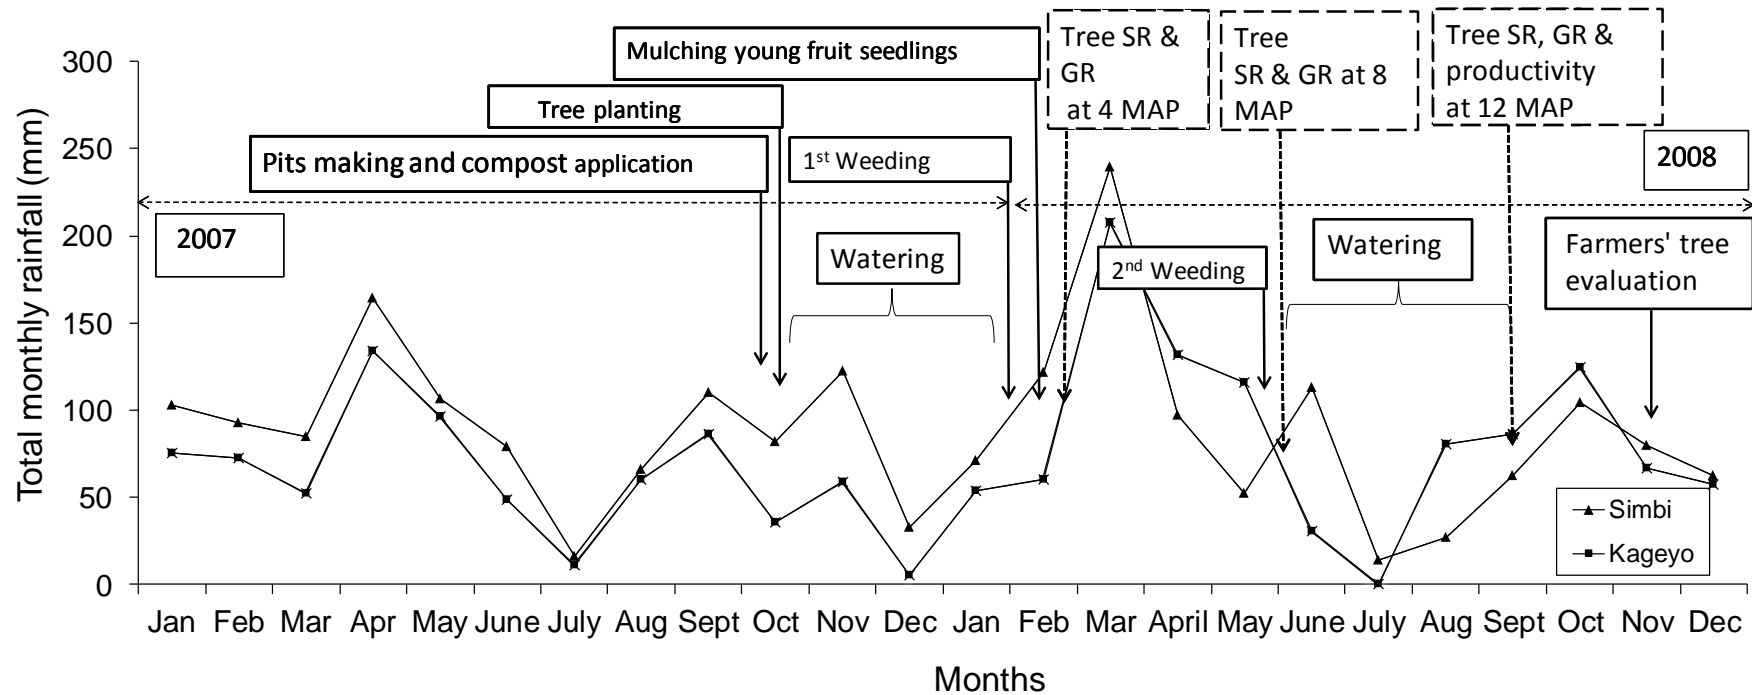 Mulching young fruit seedlings
Tree SR &
GR
at 4 MAP
Tree
SR & GR at 8
MAP
Tree SR, GR &
productivity
at 12 MAP
Tree planting
Pits making and compost application
1st Weeding
2008
2007
Watering
2nd Weeding
Watering
Farmers' tree
evaluation
Total monthly rainfall (mm)
300
250
200
150
100
50
0
Simbi
Kageyo
Jan Feb Mar Apr May June July Aug Sept Oct Nov Dec Jan Feb Mar April May June July Aug Sept Oct Nov Dec
Months